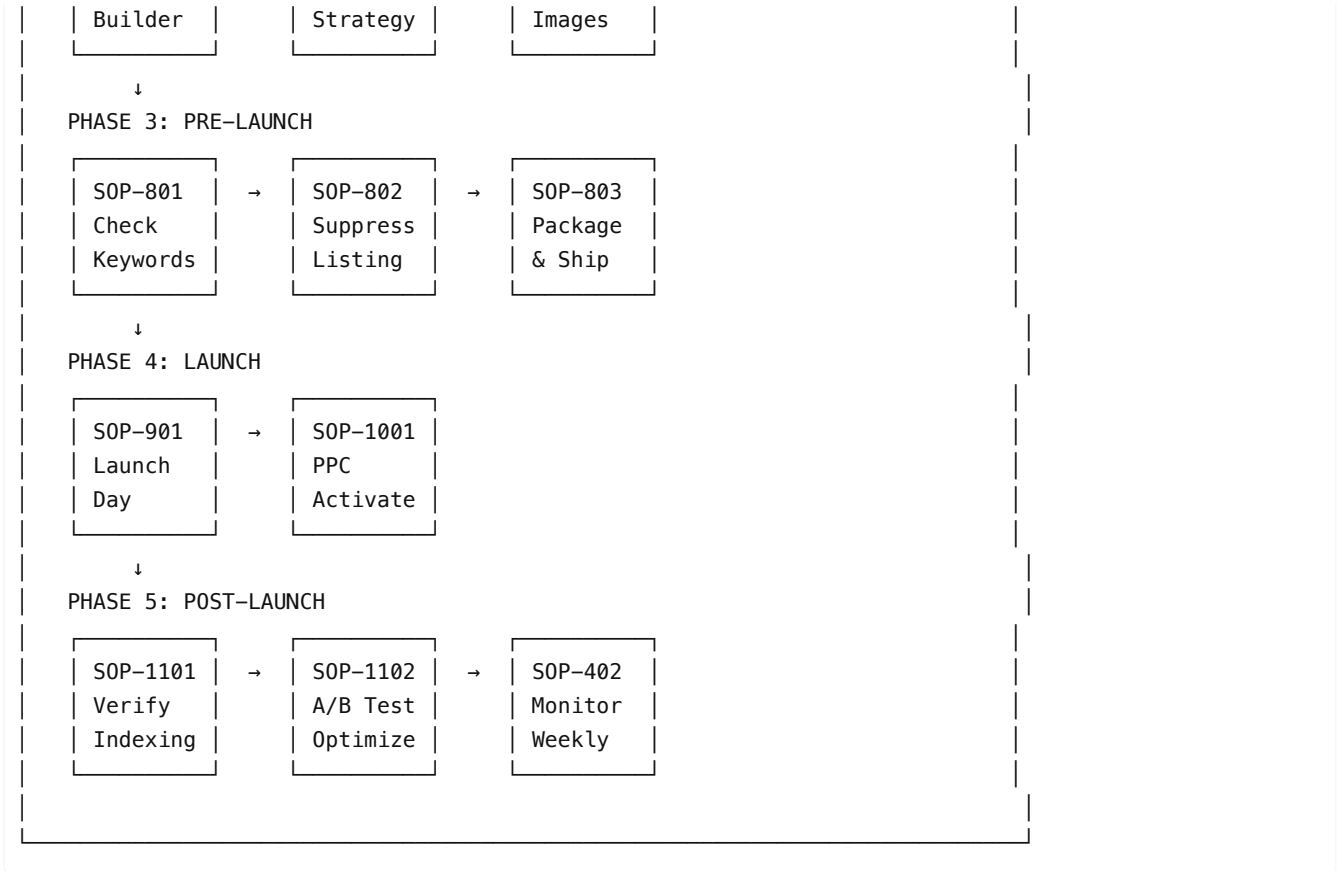 Builder Strategy Images
↓
PHASE 3: PRE–LAUNCH
SOP–801 → SOP–802 → SOP–803
Check Suppress Package
Keywords Listing & Ship
↓
PHASE 4: LAUNCH
SOP–901 → SOP–1001
Launch PPC
Day Activate
↓
PHASE 5: POST–LAUNCH
SOP–1101 → SOP–1102 → SOP–402
Verify A/B Test Monitor
Indexing Optimize Weekly